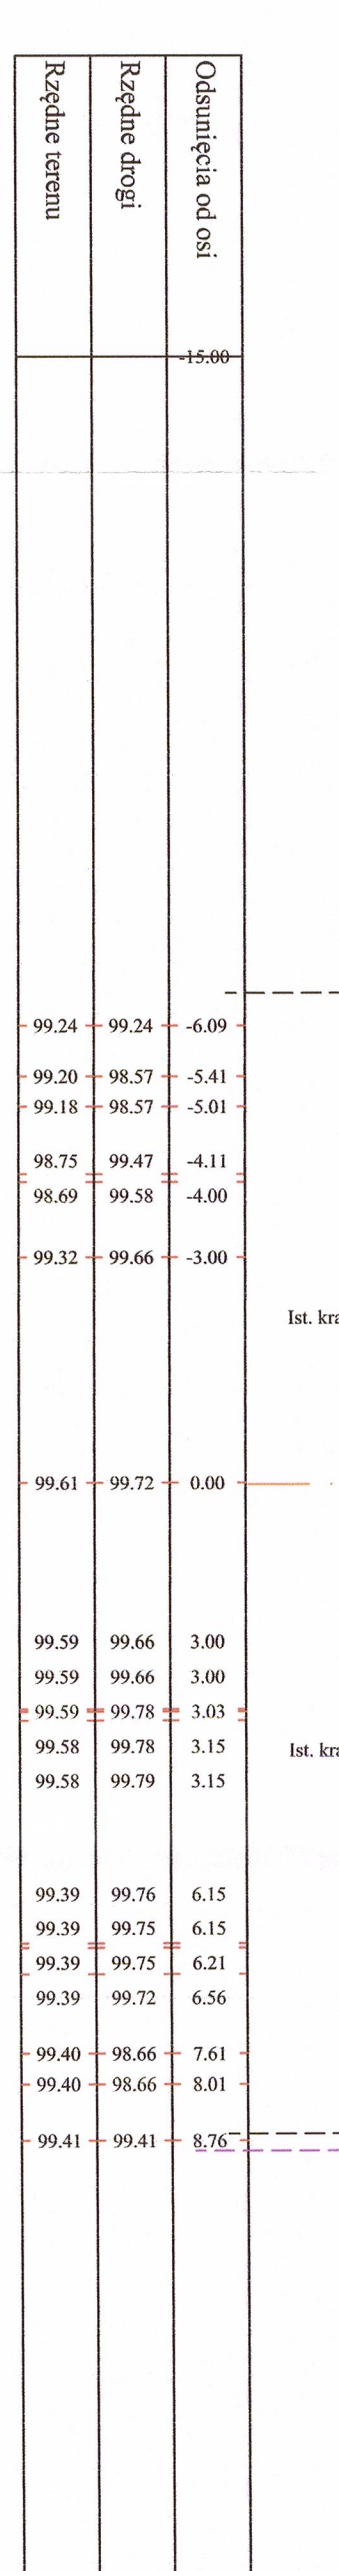 Rzędne terenu Rzędne drogi Odsunięcia od osi
-15.00
99.24 99.24 -6.09
99.20 98.57 -5.41
99.18 98.57 -5.01
98.75 99.47 -4.11
98.69 99.58 -4.00
99.32 99.66 -3.00
Ist. kra
99.61 99.72 0.00
99.59 99.66 3.00
99.59 99.66 3.00
99.59 99.78 3.03
99.58 99.78 3.15
Ist. kra
99.58 99.79 3.15
99.39 99.76 6.15
99.39 99.75 6.15
99.39 99.75 6.21
99.39 99.72 6.56
99.40 98.66 7.61
99.40 98.66 8.01
99.41 99.41 8.76